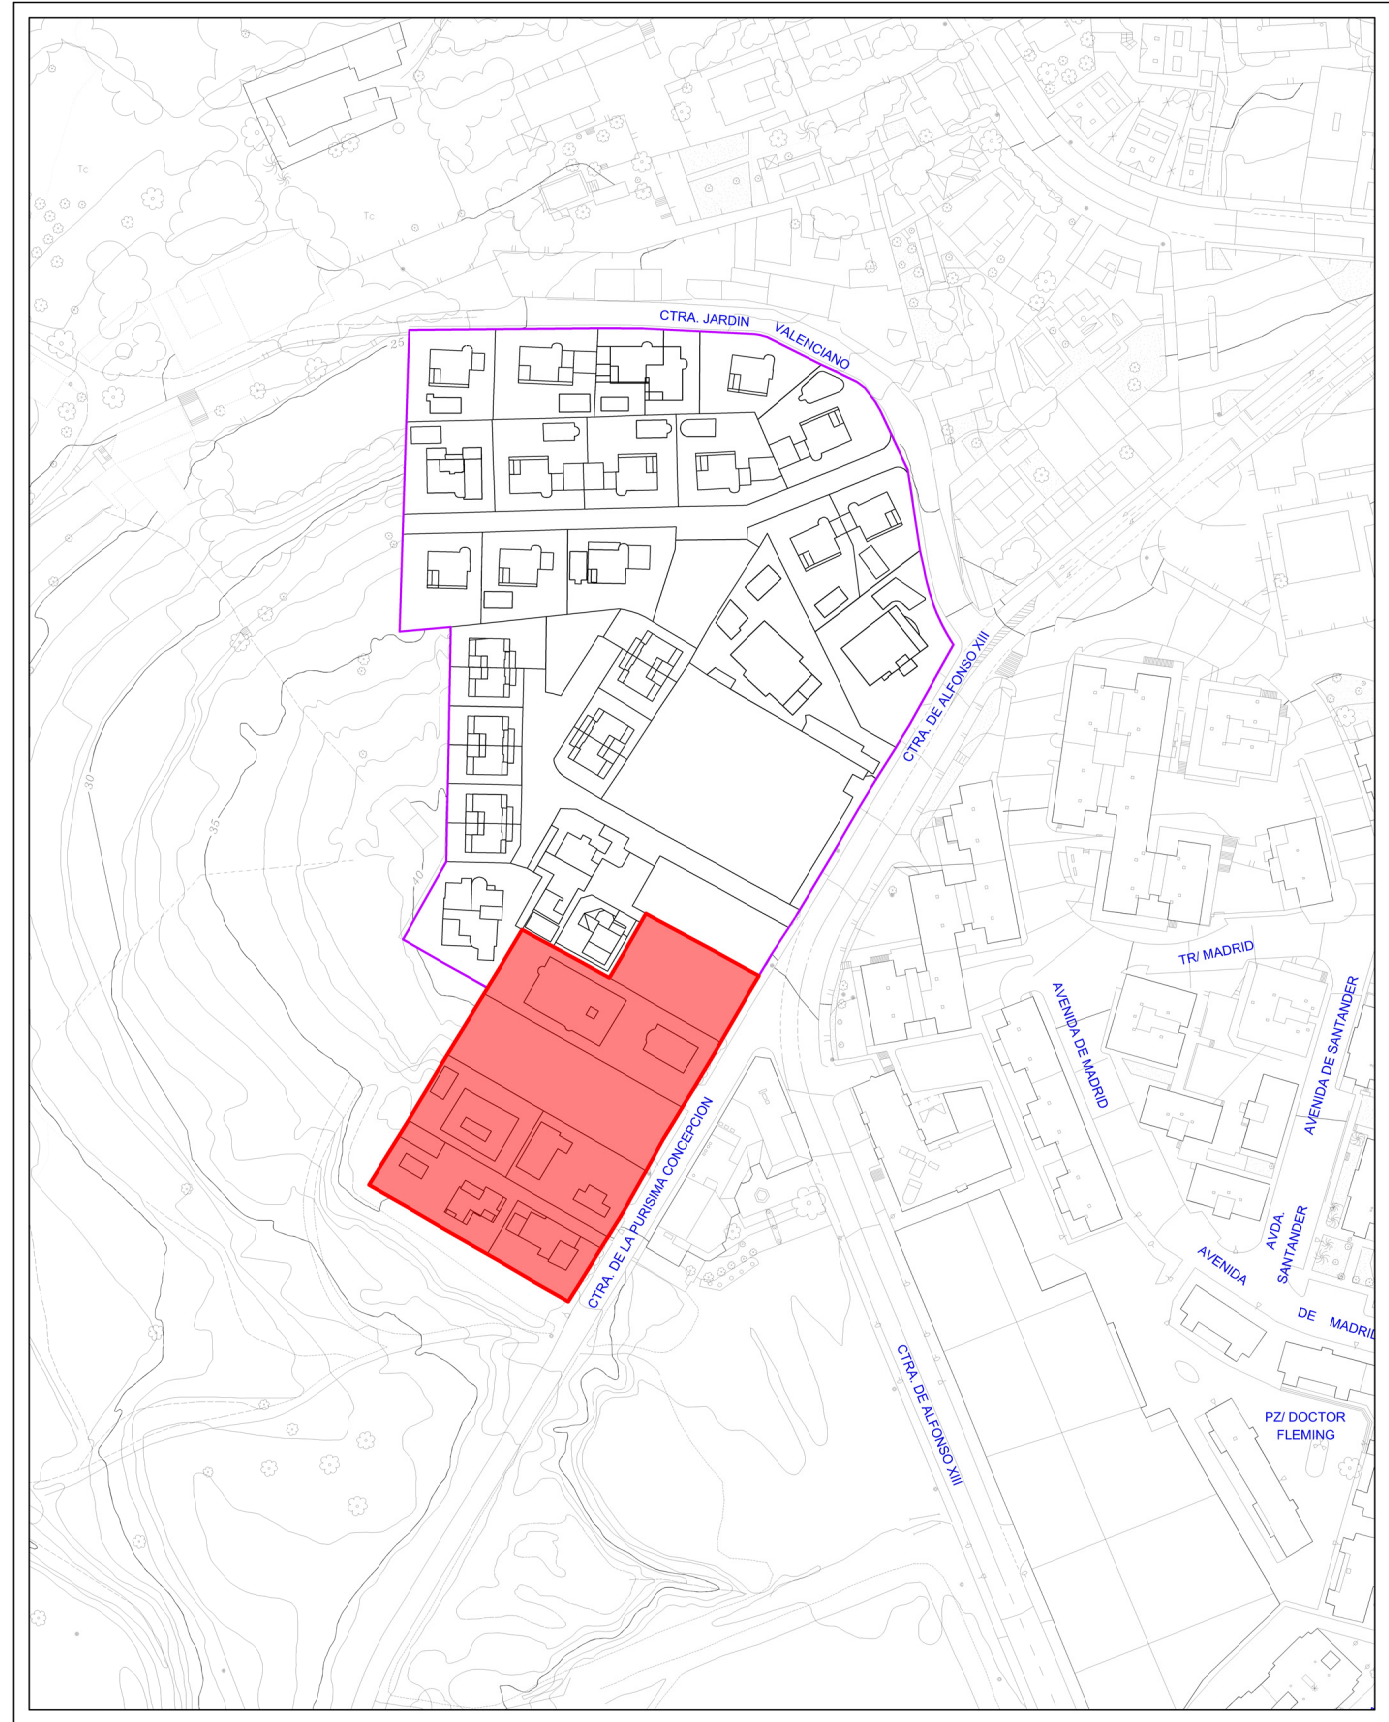 Tc
Tc
CTRA. JARDIN
VALENCIANO
25
CTRA. DE ALFONSO XIII
30
35
40
TR/ MADRID
AVENIDA DE MADRID
AVENIDA DE SANTANDER
CTRA. DE LA PURISIMA CONCEPCION
AVDA.
SANTANDER
AVENIDA
DE MADRID
CTRA. DE ALFONSO XIII
PZ/ DOCTOR
FLEMING